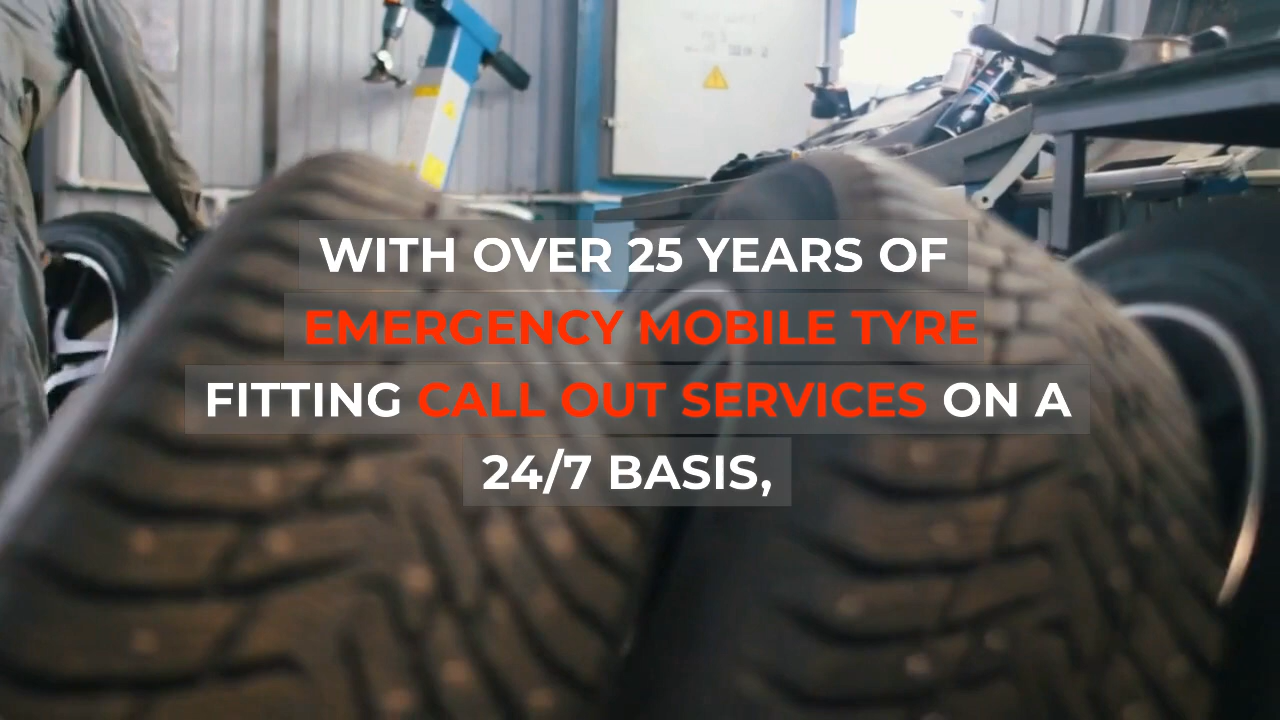 WITH OVER 25 YEARS OF
EMERGENCY MOBILE TYRE
FITTING CALL OUT SERVICES ON A
24/7 BASIS,